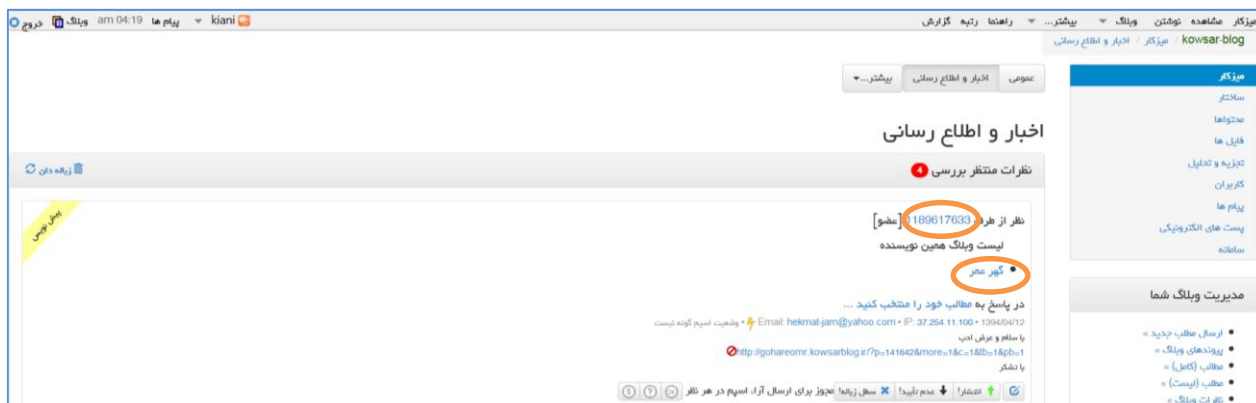 میزکار مشاهده نوشتن وبلاگ بیشتر... راهنما رتبه گزارش
kiani پیام ها 04:19 am وبلاگ خروج
kowsar-blog / میزکار / اخبار و اطلاع رسانی
میزکار
ساختار
محتواها
فایل ها
تجزیه و تحلیل
کاربران
پیام ها
پست های الکترونیکی
سامانه
مدیریت وبلاگ شما
ارسال مطلب جدید »
پیوندهای وبلاگ »
مطالب (کامل) »
مطلب (لیست) »
نظرات وبلاگ »
عمومی اخبار و اطلاع رسانی بیشتر...
اخبار و اطلاع رسانی
نظرات منتظر بررسی 4
زباله دان
پیش نویس
نظر از طرف 1189617633 [عضو]
لیست وبلاگ همین نویسنده
گهر عمر
در پاسخ به مطالب خود را منتخب کنید ...
1394/04/12 • IP: 37.254.11.100 • Email: hekmat-jam@yahoo.com • وضعیت اسپم گونه نیست
با سلام و عرض ادب
http://gohareomr.kowsarblog.ir/?p=141642&more=1&c=1&tb=1&pb=1
با تشکر
انتشار! عدم تأیید! سطل زباله! مجوز برای ارسال آراء اسپم در هر نظر